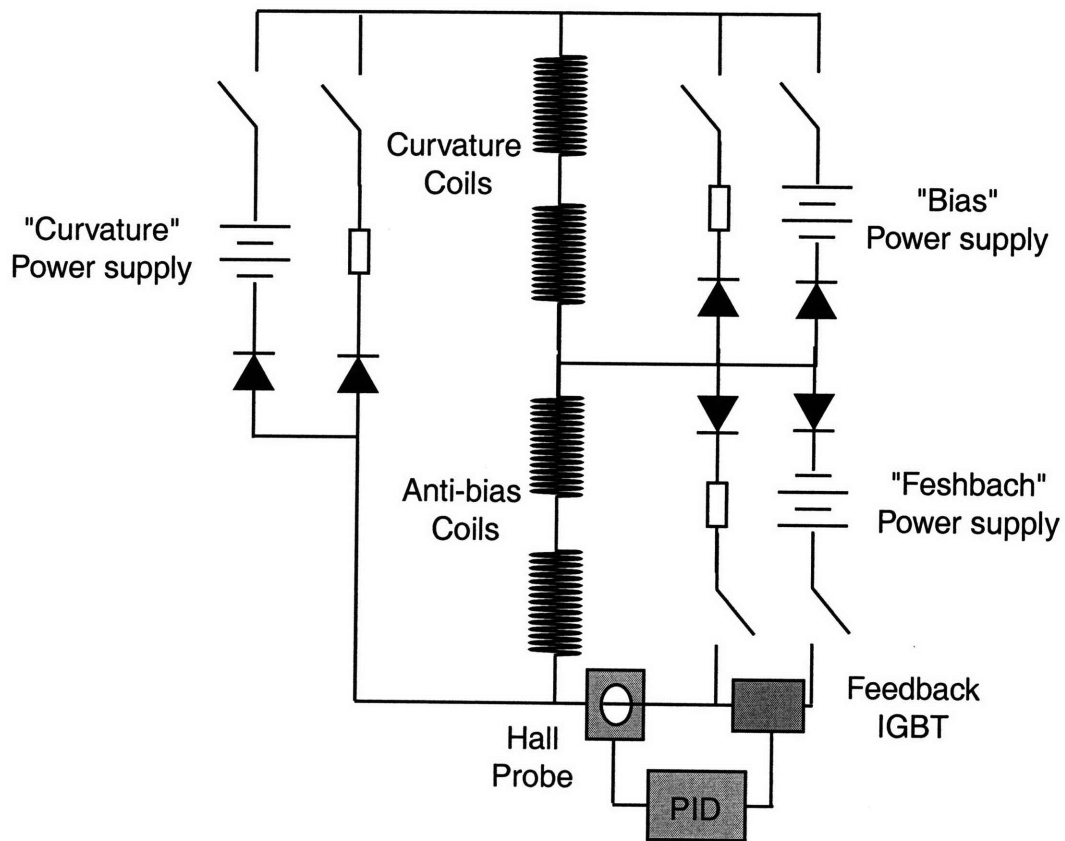 Curvature
Coils
"Curvature"
Power supply
"Bias"
Power supply
Anti-bias
Coils
"Feshbach"
Power supply
Feedback
IGBT
Hall
Probe
PID